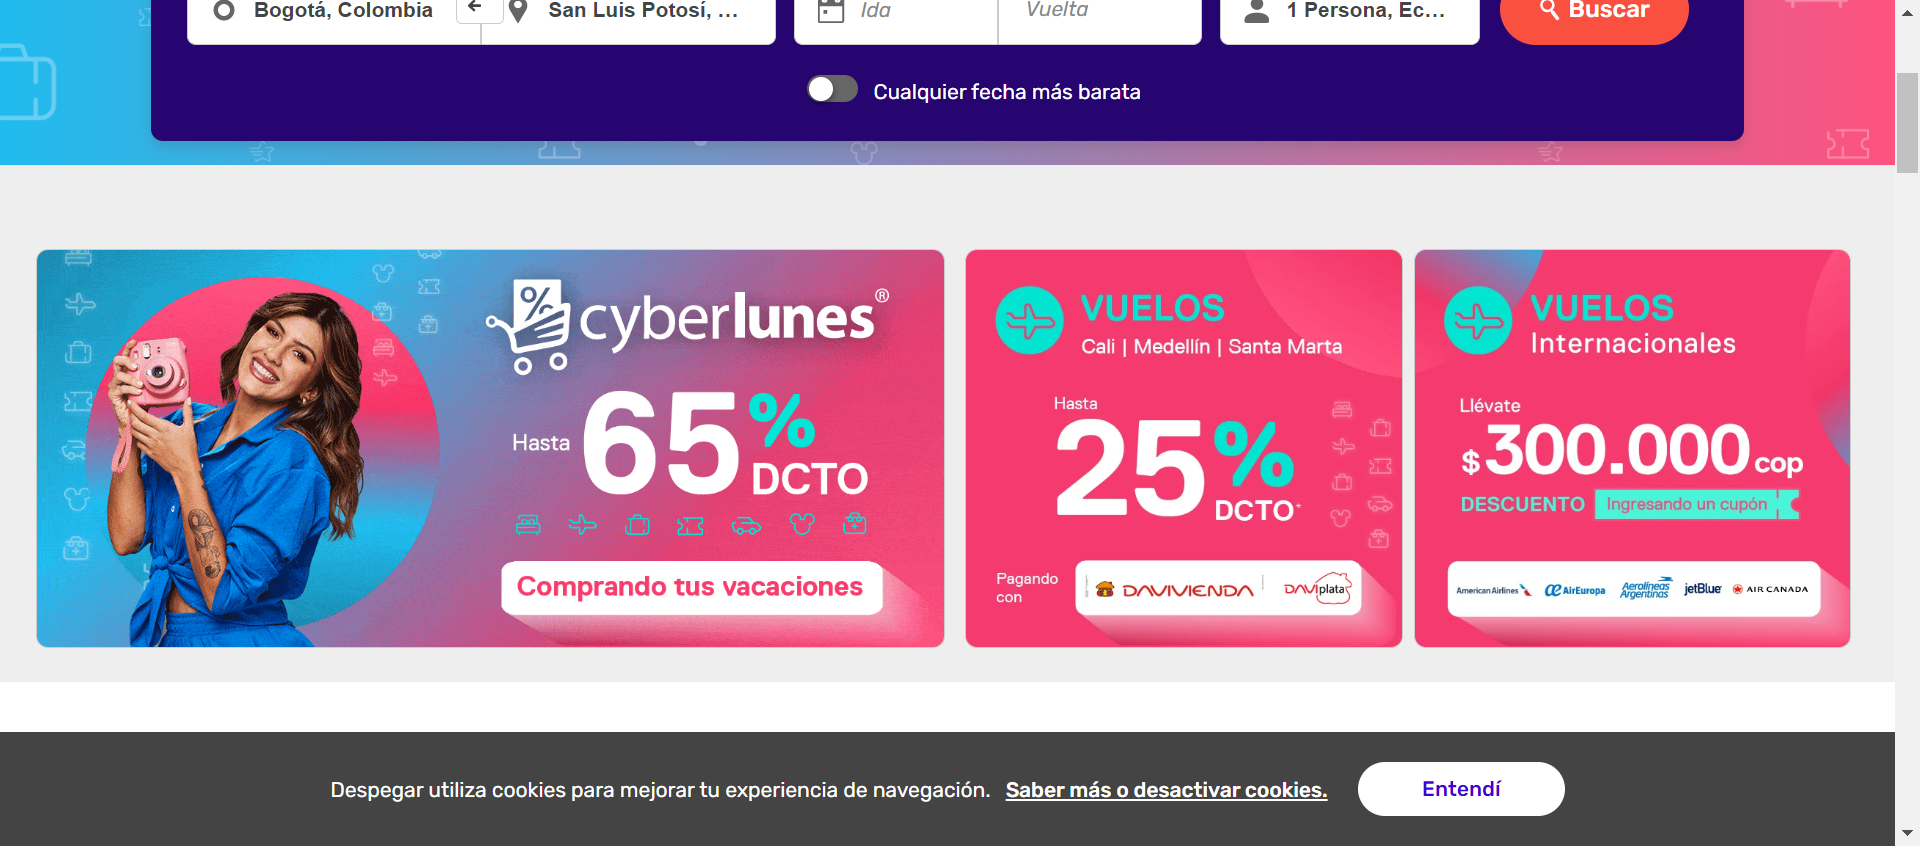 Bogotá, Colombia
San Luis Potosí, ...
Ida
Vuelta
1 Persona, Ec...
Buscar
Cualquier fecha más barata
cyberlunes®
Hasta 65% DCTO
Comprando tus vacaciones
VUELOS
Cali | Medellín | Santa Marta
Hasta
25% DCTO*
Pagando con
DAVIVIENDA
DAVIplata
VUELOS
Internacionales
Llévate
$300.000 cop
DESCUENTO Ingresando un cupón
American Airlines AirEuropa Aerolíneas Argentinas jetBlue AIR CANADA
Despegar utiliza cookies para mejorar tu experiencia de navegación. Saber más o desactivar cookies.
Entendí